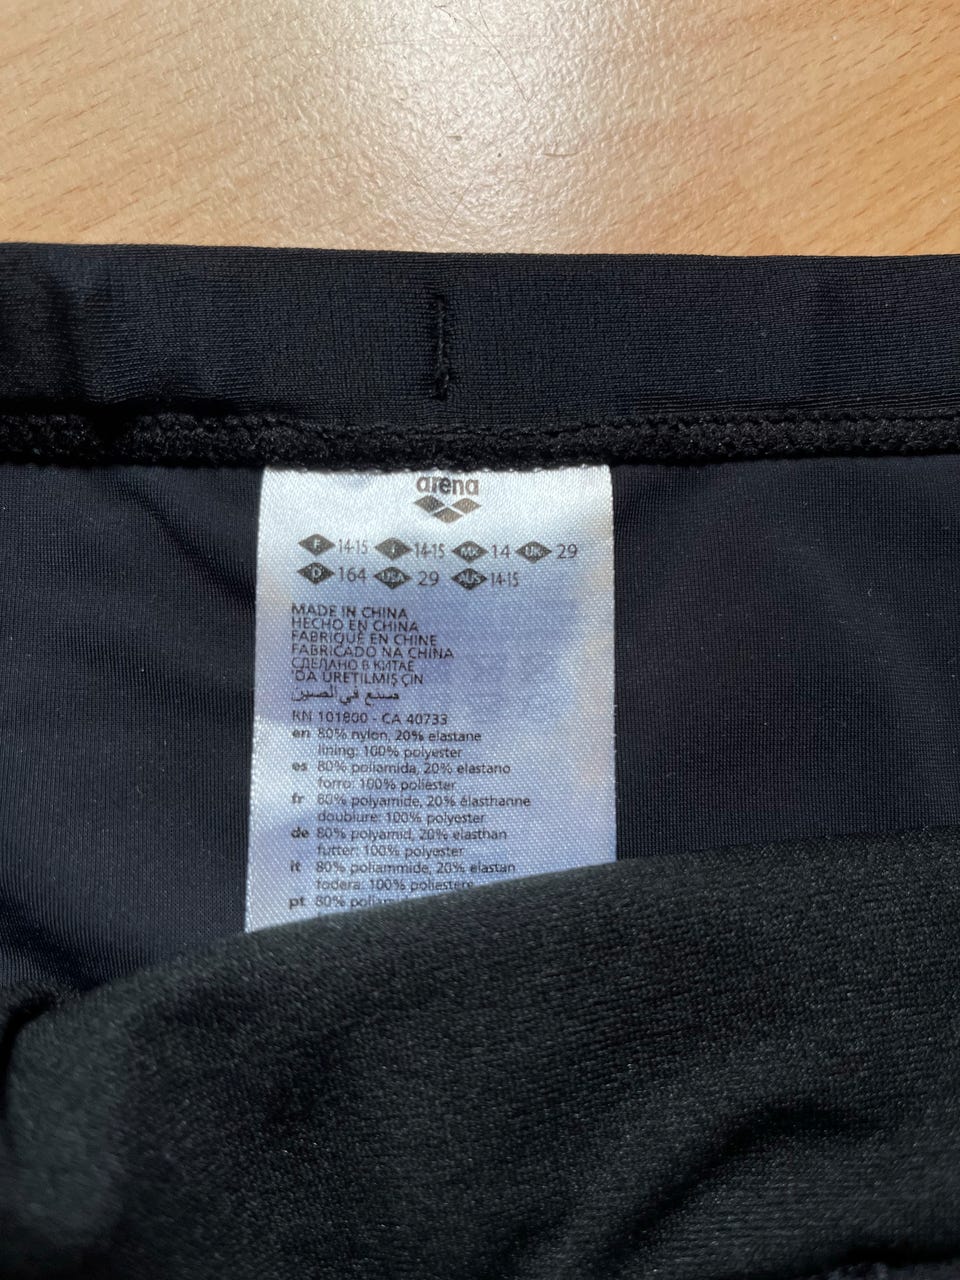 arena
F 14-15 I 14-15 MX 14 UK 29
D 164 USA 29 AUS 14-15
MADE IN CHINA
HECHO EN CHINA
FABRIQUÉ EN CHINE
FABRICADO NA CHINA
СДЕЛАНО В КИТАЕ
'DA ÜRETILMIŞ ÇIN
صنع في الصين
RN 101800 - CA 40733
en 80% nylon, 20% elastane
lining: 100% polyester
es 80% poliamida, 20% elastano
forro: 100% poliéster
fr 80% polyamide, 20% élasthanne
doublure: 100% polyester
de 80% polyamid, 20% elasthan
futter: 100% polyester
it 80% poliammide, 20% elastan
fodera: 100% poliestere
pt 80%